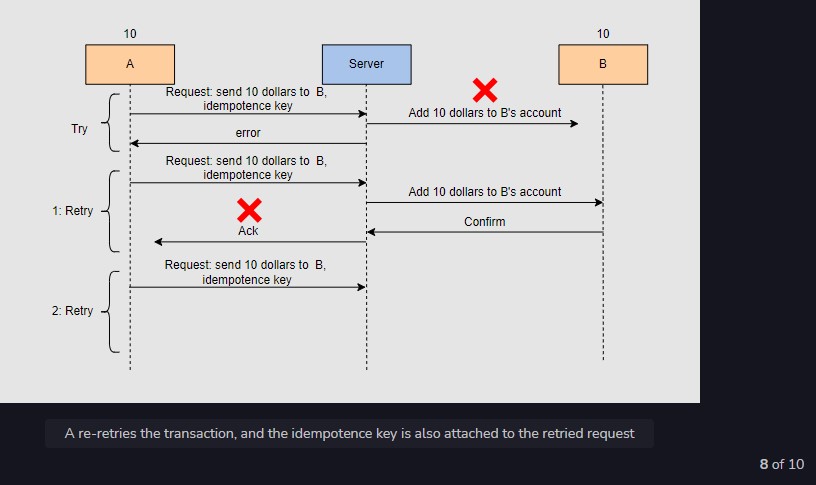 10
10
A
Server
B
Request: send 10 dollars to B,
idempotence key
Add 10 dollars to B's account
Try
error
Request: send 10 dollars to B,
idempotence key
Add 10 dollars to B's account
1: Retry
Confirm
Ack
Request: send 10 dollars to B,
idempotence key
2: Retry
A re-retries the transaction, and the idempotence key is also attached to the retried request
8 of 10